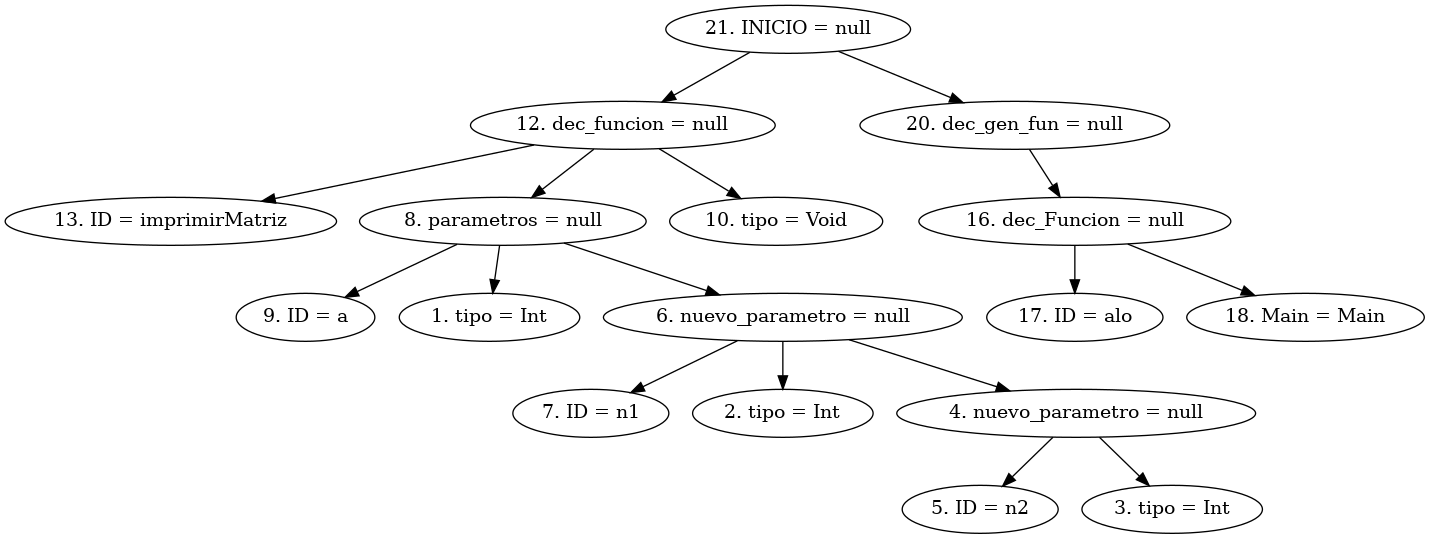 21. INICIO = null
12. dec_funcion = null
20. dec_gen_fun = null
13. ID = imprimirMatriz
8. parametros = null
10. tipo = Void
16. dec_Funcion = null
9. ID = a
1. tipo = Int
6. nuevo_parametro = null
17. ID = alo
18. Main = Main
7. ID = n1
2. tipo = Int
4. nuevo_parametro = null
5. ID = n2
3. tipo = Int